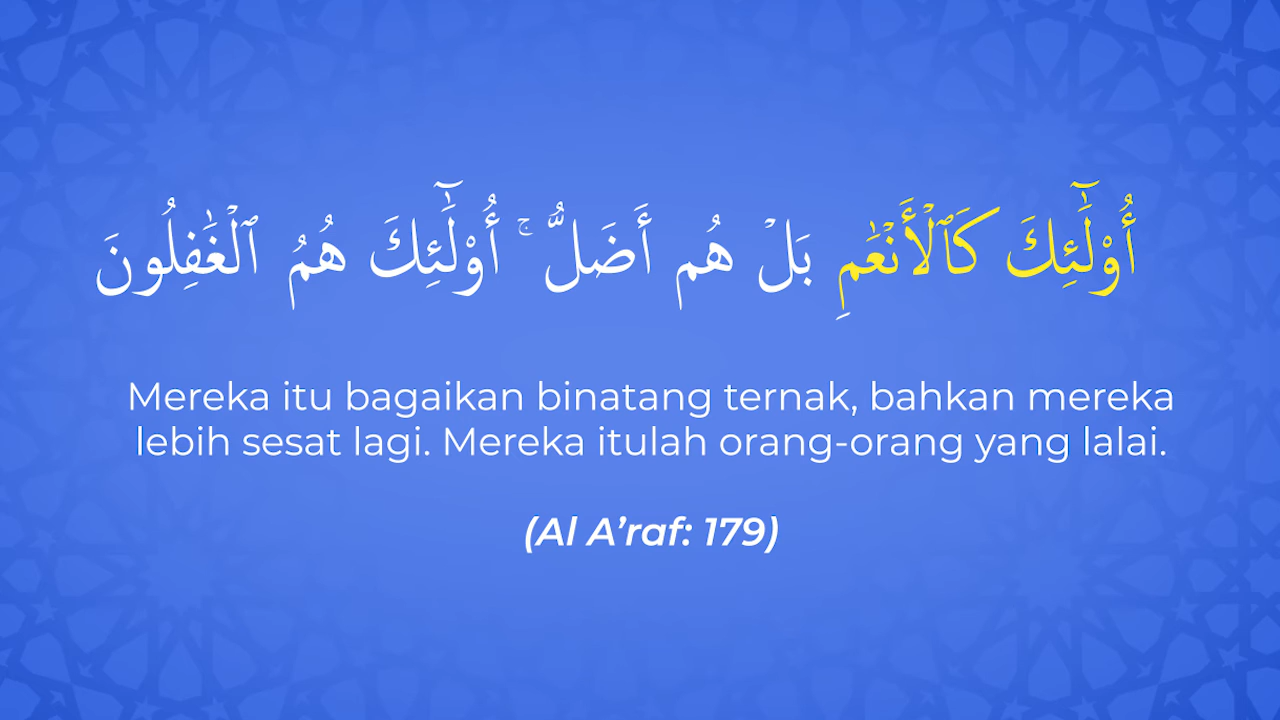 أُو۟لَـٰٓئِكَ كَٱلْأَنْعَـٰمِ بَلْ هُمْ أَضَلُّ ۚ أُو۟لَـٰٓئِكَ هُمُ ٱلْغَـٰفِلُونَ
Mereka itu bagaikan binatang ternak, bahkan mereka
lebih sesat lagi. Mereka itulah orang-orang yang lalai.
(Al A’raf: 179)